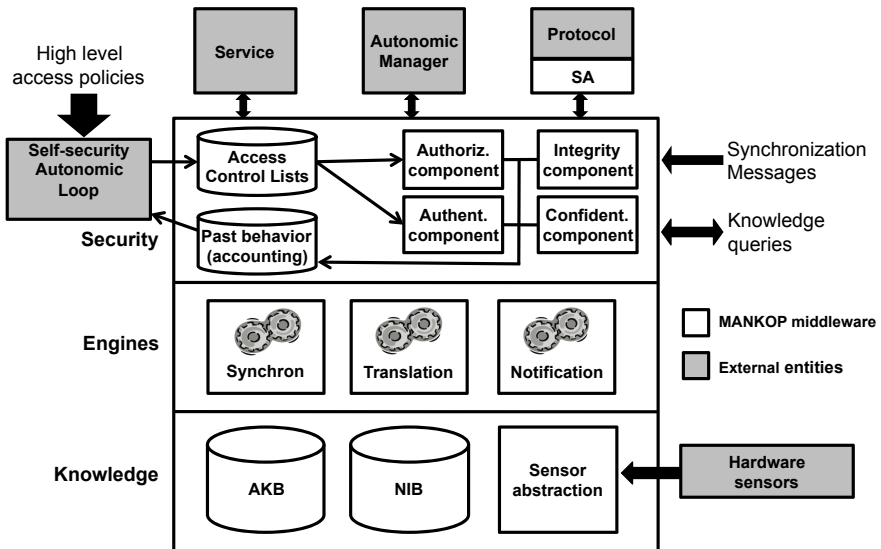 High level
access policies
Service
Autonomic
Manager
Protocol
SA
Self-security
Autonomic
Loop
Access
Control Lists
Authoriz.
component
Integrity
component
Synchronization
Messages
Past behavior
(accounting)
Authent.
component
Confident.
component
Knowledge
queries
Security
Engines
Synchron
Translation
Notification
MANKOP middleware
External entities
Knowledge
AKB
NIB
Sensor
abstraction
Hardware
sensors